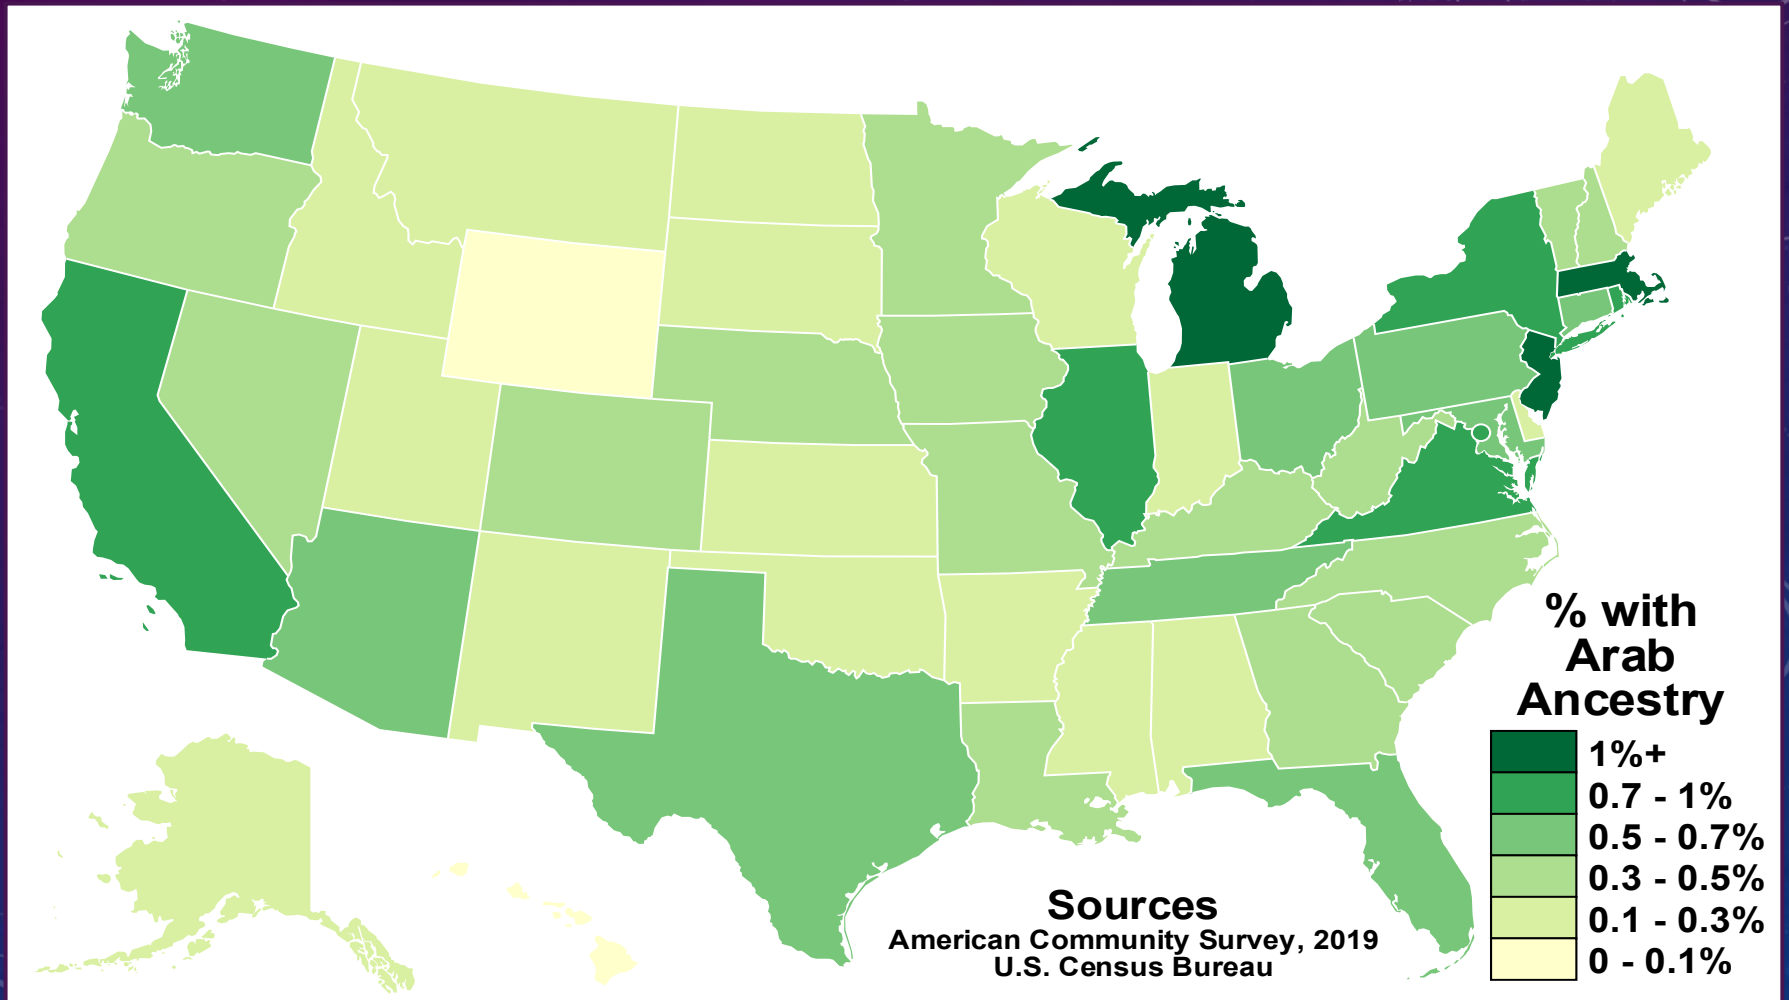 % with
Arab
Ancestry
1%+
0.7 - 1%
0.5 - 0.7%
0.3 - 0.5%
0.1 - 0.3%
0 - 0.1%
Sources
American Community Survey, 2019
U.S. Census Bureau